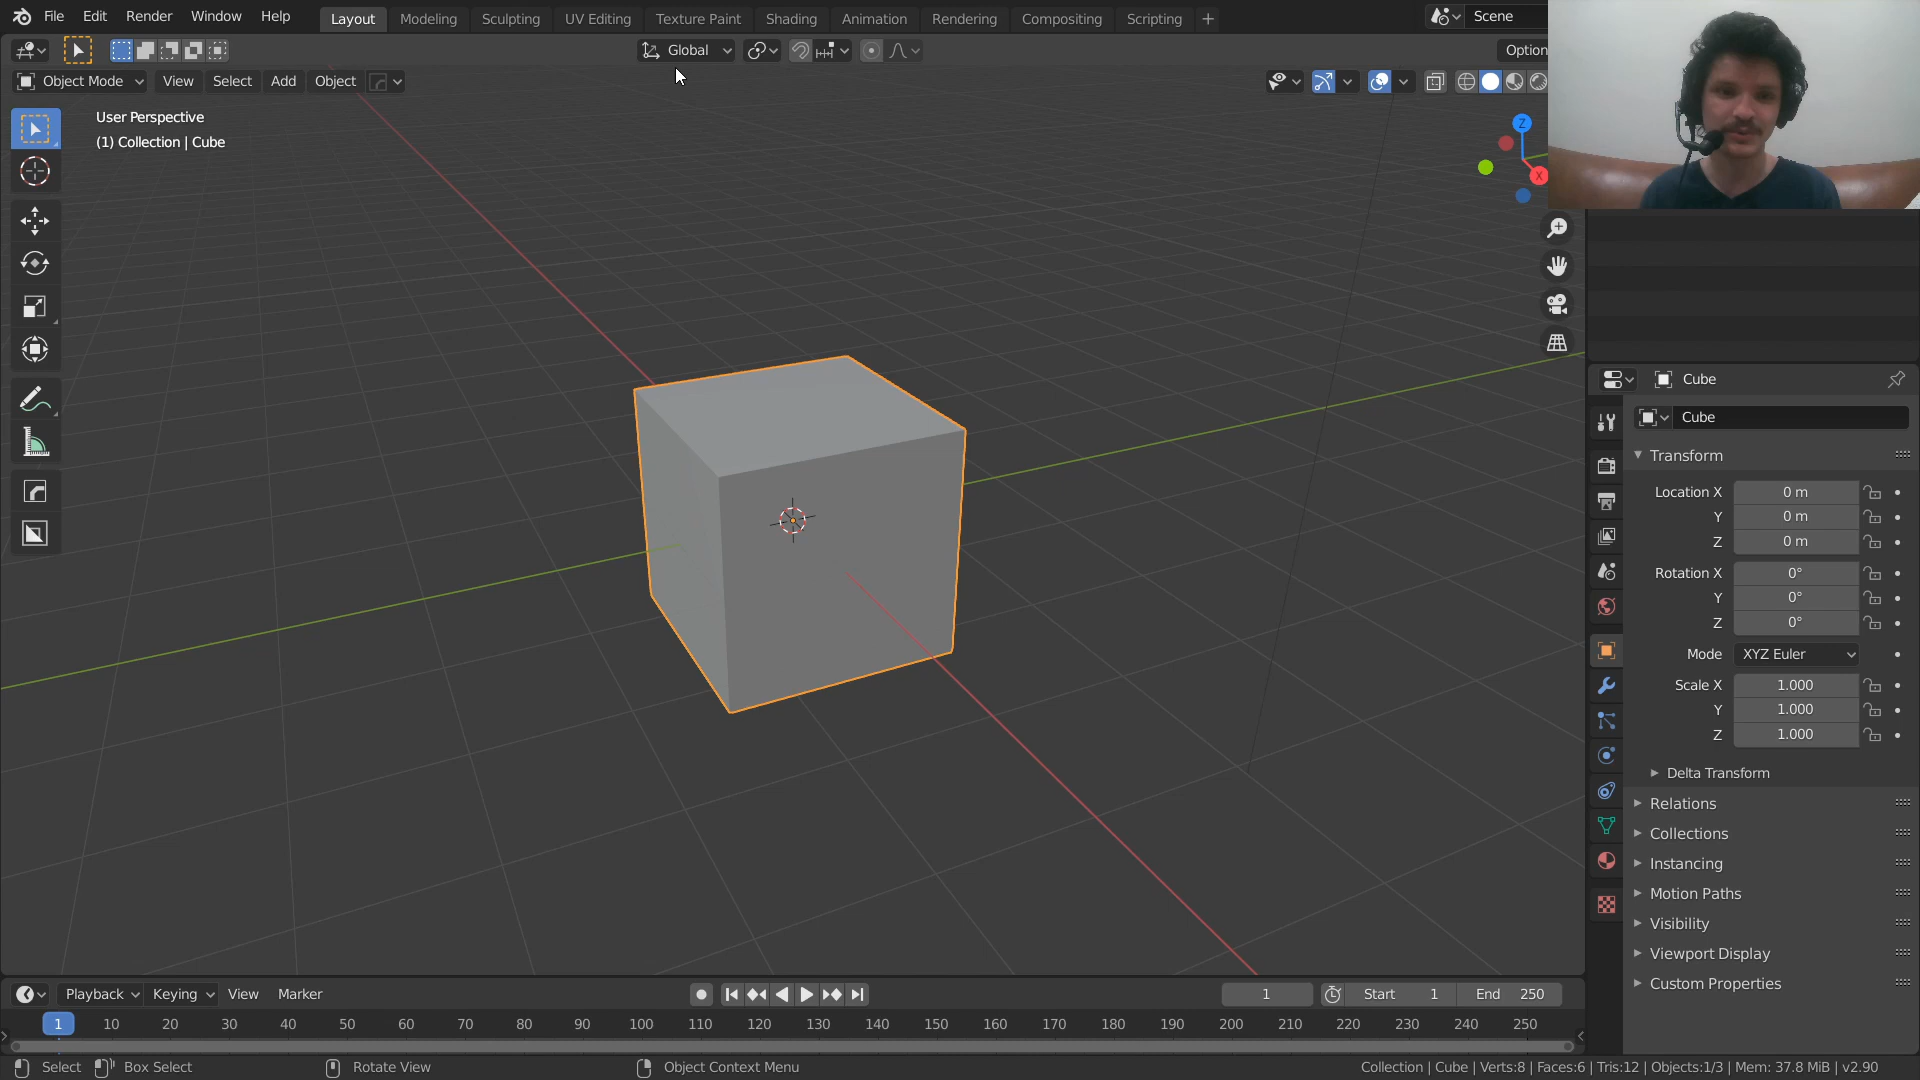 File Edit Render Window Help Layout Modeling Sculpting UV Editing Texture Paint Shading Animation Rendering Compositing Scripting + Scene
Global Option
Object Mode View Select Add Object
User Perspective
(1) Collection | Cube
Z
X
Cube
Cube
Transform
Location X 0 m
Y 0 m
Z 0 m
Rotation X 0°
Y 0°
Z 0°
Mode XYZ Euler
Scale X 1.000
Y 1.000
Z 1.000
Delta Transform
Relations
Collections
Instancing
Motion Paths
Visibility
Viewport Display
Custom Properties
Playback Keying View Marker 1 Start 1 End 250
1 10 20 30 40 50 60 70 80 90 100 110 120 130 140 150 160 170 180 190 200 210 220 230 240 250
Select Box Select Rotate View Object Context Menu Collection | Cube | Verts:8 | Faces:6 | Tris:12 | Objects:1/3 | Mem: 37.8 MiB | v2.90